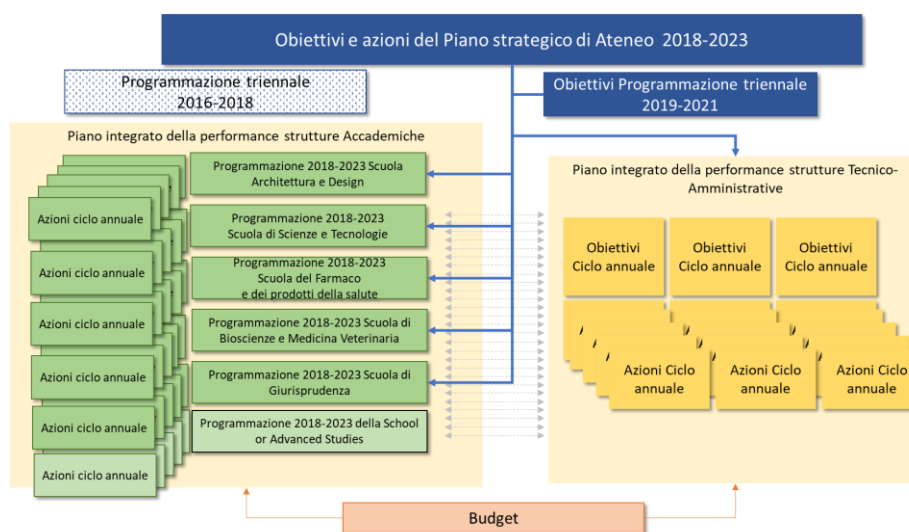 Obiettivi e azioni del Piano strategico di Ateneo 2018-2023
Programmazione triennale
2016-2018
Obiettivi Programmazione triennale
2019-2021
Piano integrato della performance strutture Accademiche
Programmazione 2018-2023 Scuola
Architettura e Design
Azioni ciclo annuale
Programmazione 2018-2023
Scuola di Scienze e Tecnologie
Azioni ciclo annuale
Programmazione 2018-2023
Scuola del Farmaco
e dei prodotti della salute
Azioni ciclo annuale
Programmazione 2018-2023 Scuola di
Bioscienze e Medicina Veterinaria
Azioni ciclo annuale
Programmazione 2018-2023 Scuola di
Giurisprudenza
Azioni ciclo annuale
Programmazione 2018-2023 della School
or Advanced Studies
Azioni ciclo annuale
Piano integrato della performance strutture Tecnico-
Amministrative
Obiettivi
Ciclo annuale
Obiettivi
Ciclo annuale
Obiettivi
Ciclo annuale
Azioni Ciclo
annuale
Azioni Ciclo
annuale
Azioni Ciclo
annuale
Budget